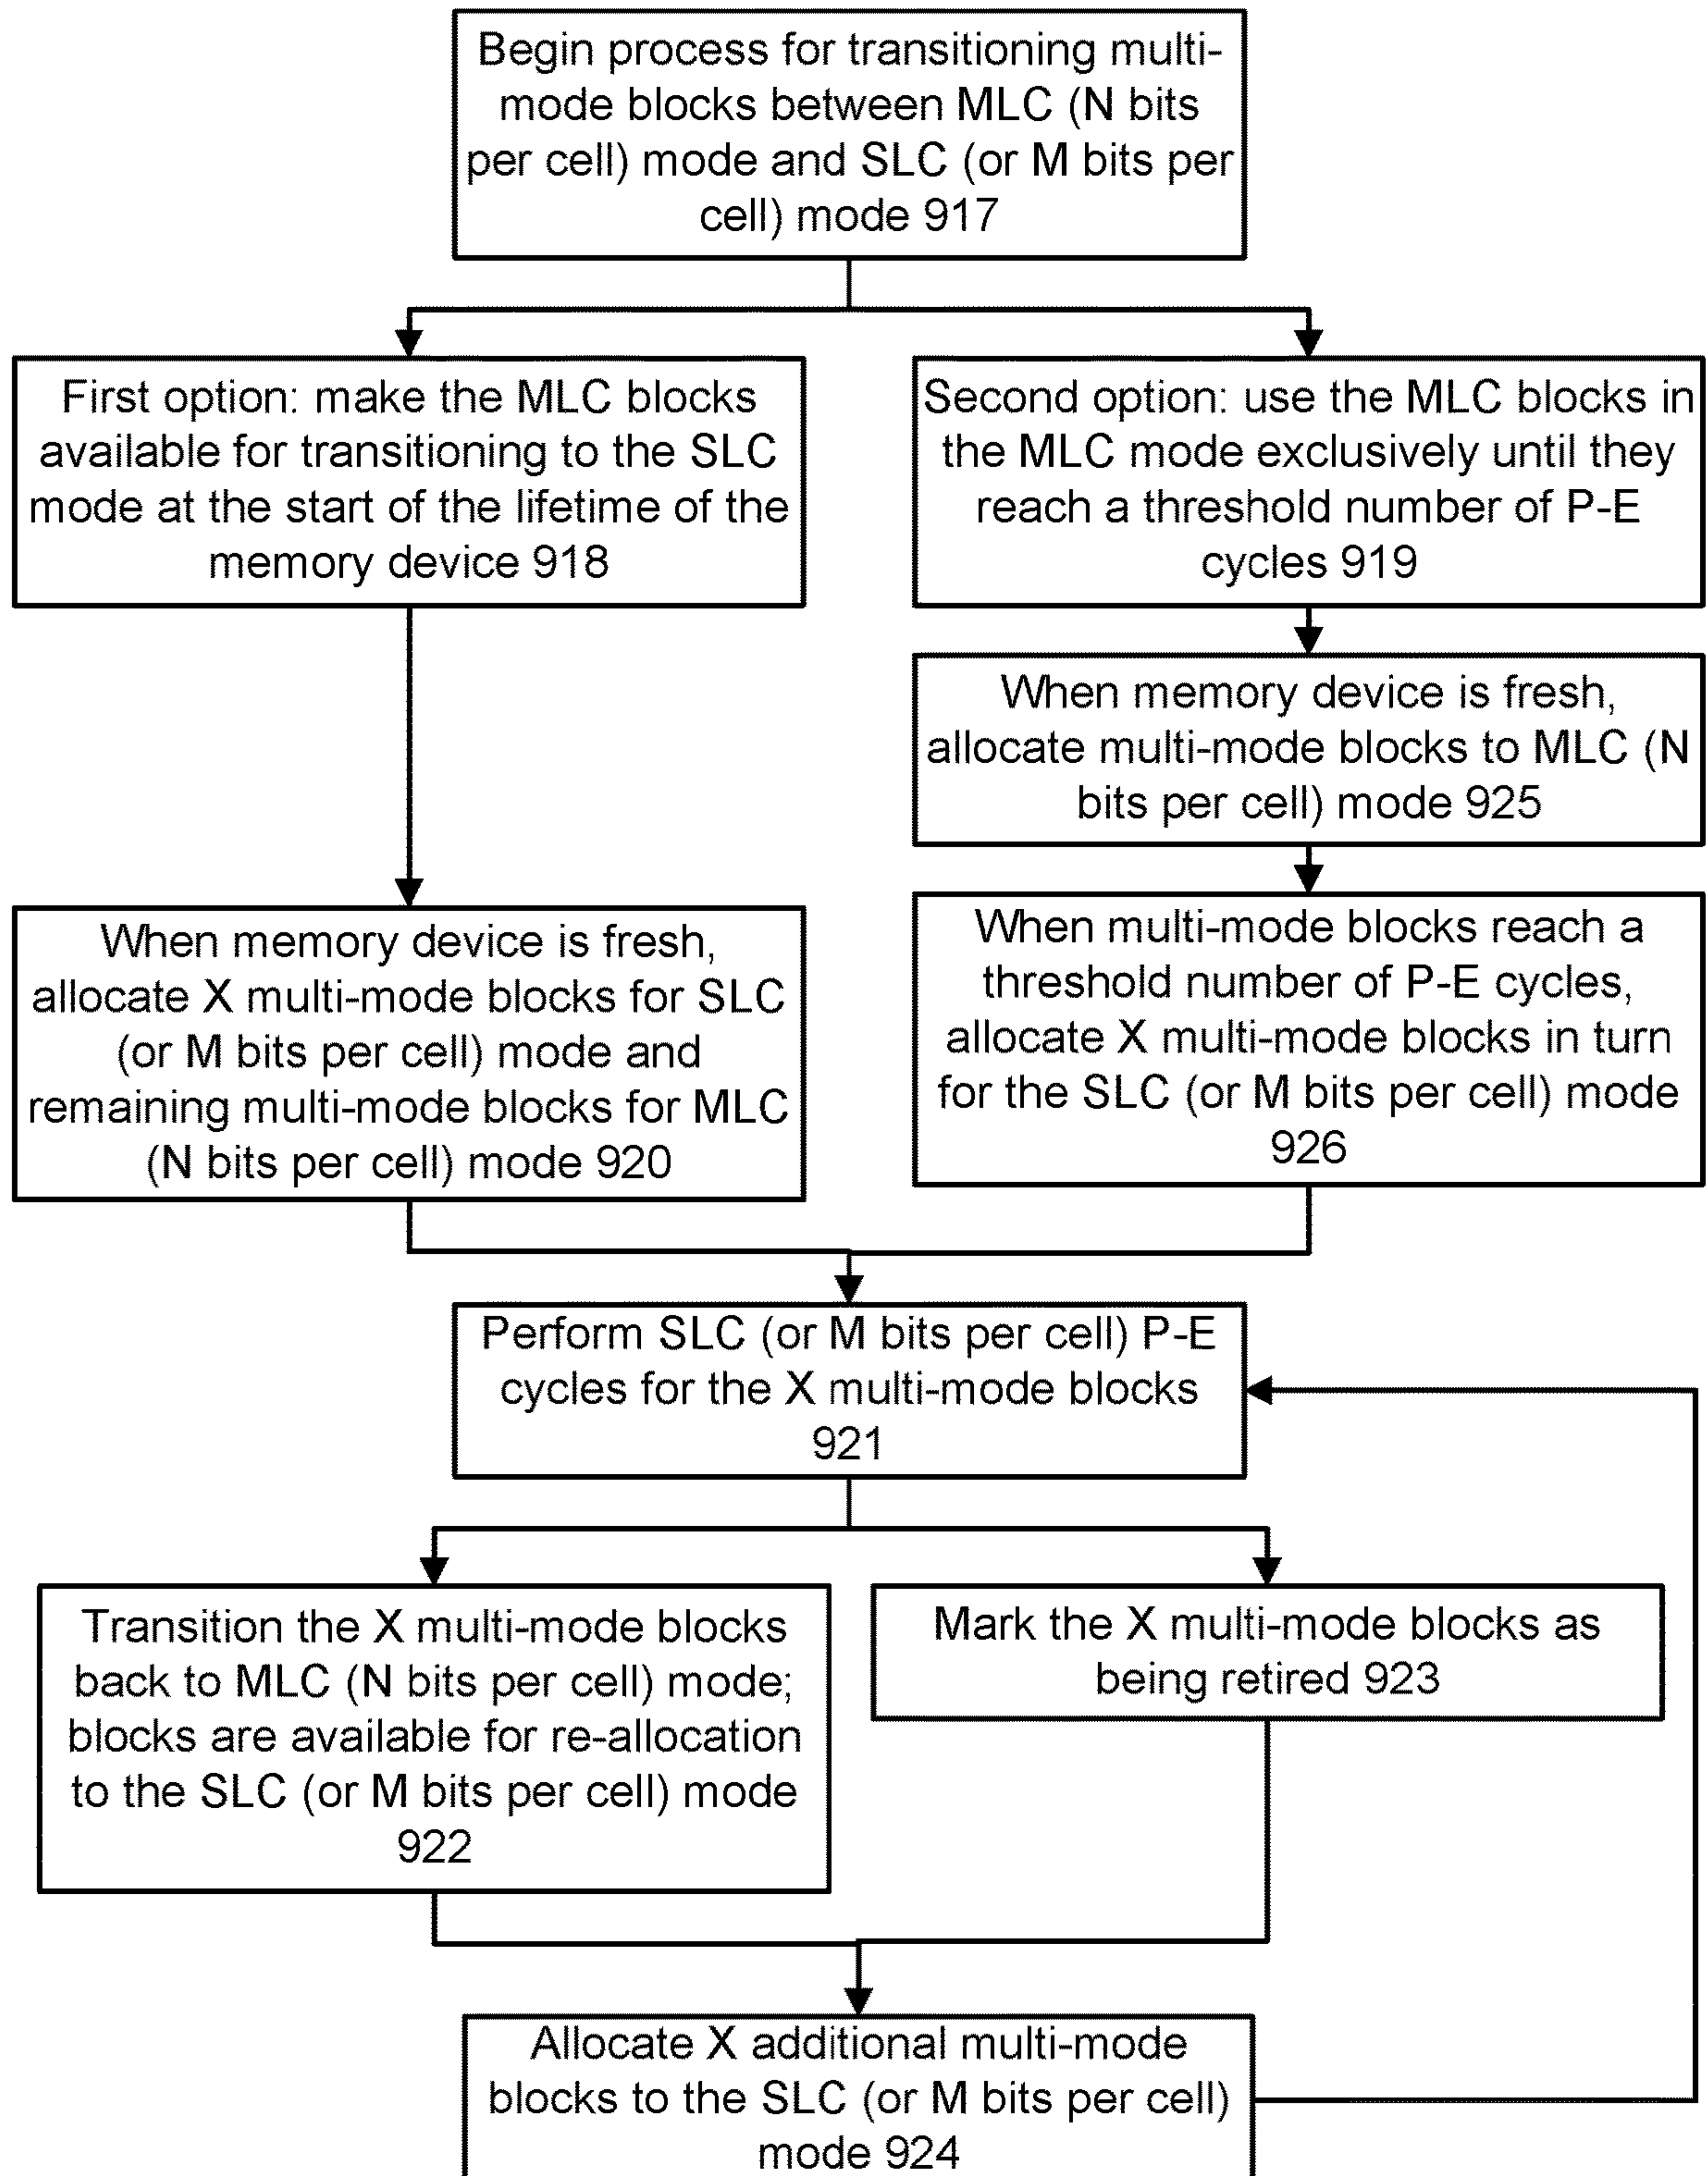 Begin process for transitioning multi-
mode blocks between MLC (N bits
per cell) mode and SLC (or M bits per
cell) mode 917
First option: make the MLC blocks
available for transitioning to the SLC
mode at the start of the lifetime of the
memory device 918
Second option: use the MLC blocks in
the MLC mode exclusively until they
reach a threshold number of P-E
cycles 919
When memory device is fresh,
allocate multi-mode blocks to MLC (N
bits per cell) mode 925
When memory device is fresh,
allocate X multi-mode blocks for SLC
(or M bits per cell) mode and
remaining multi-mode blocks for MLC
(N bits per cell) mode 920
When multi-mode blocks reach a
threshold number of P-E cycles,
allocate X multi-mode blocks in turn
for the SLC (or M bits per cell) mode
926
Perform SLC (or M bits per cell) P-E
cycles for the X multi-mode blocks
921
Transition the X multi-mode blocks
back to MLC (N bits per cell) mode;
blocks are available for re-allocation
to the SLC (or M bits per cell) mode
922
Mark the X multi-mode blocks as
being retired 923
Allocate X additional multi-mode
blocks to the SLC (or M bits per cell)
mode 924